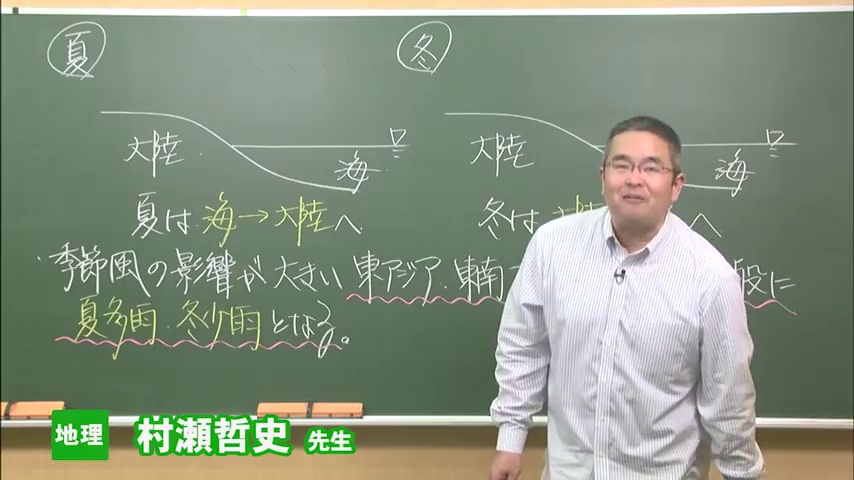 夏
冬
大陸
海
大陸
海
夏は 海→大陸へ
冬は 大陸 へ
季節風の影響が大きい東アジア・東南 般に
夏多雨・冬少雨となる。
地理 村瀬哲史 先生